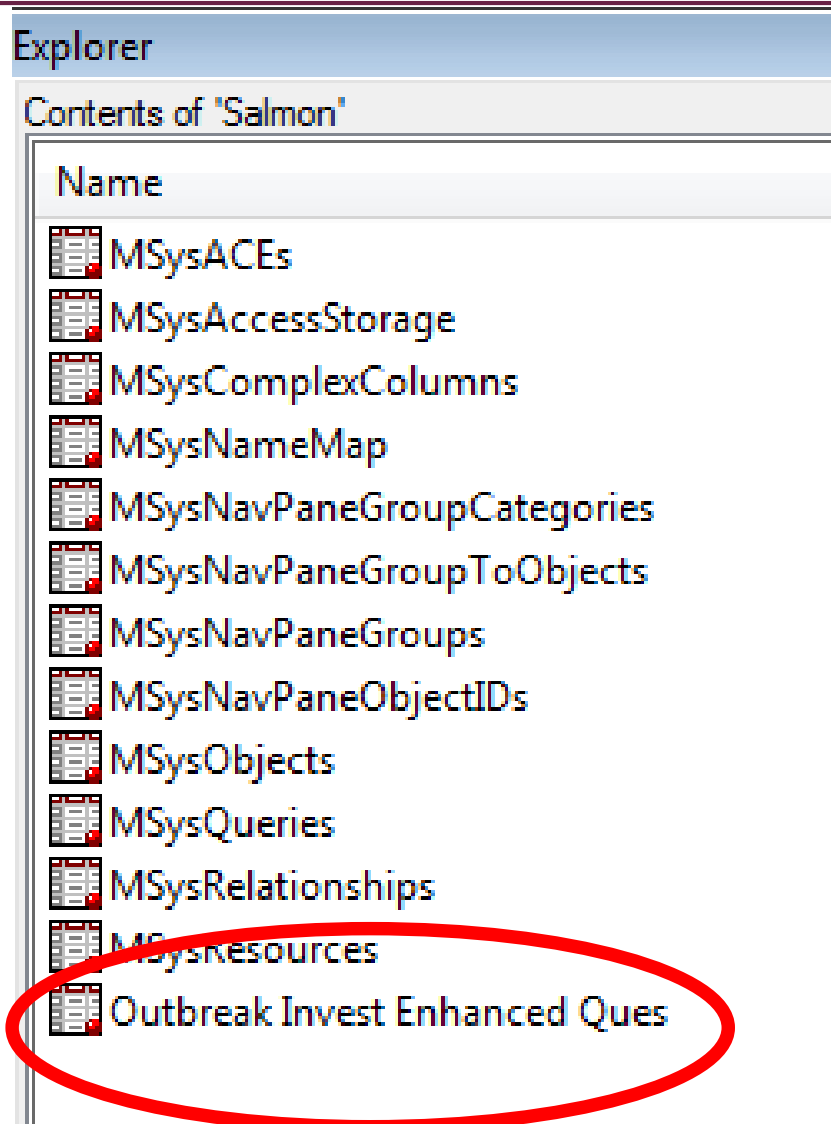 Explorer
Contents of 'Salmon'
Name
MSysACEs
MSysAccessStorage
MSysComplexColumns
MSysNameMap
MSysNavPaneGroupCategories
MSysNavPaneGroupToObjects
MSysNavPaneGroups
MSysNavPaneObjectIDs
MSysObjects
MSysQueries
MSysRelationships
MSysResources
Outbreak Invest Enhanced Ques